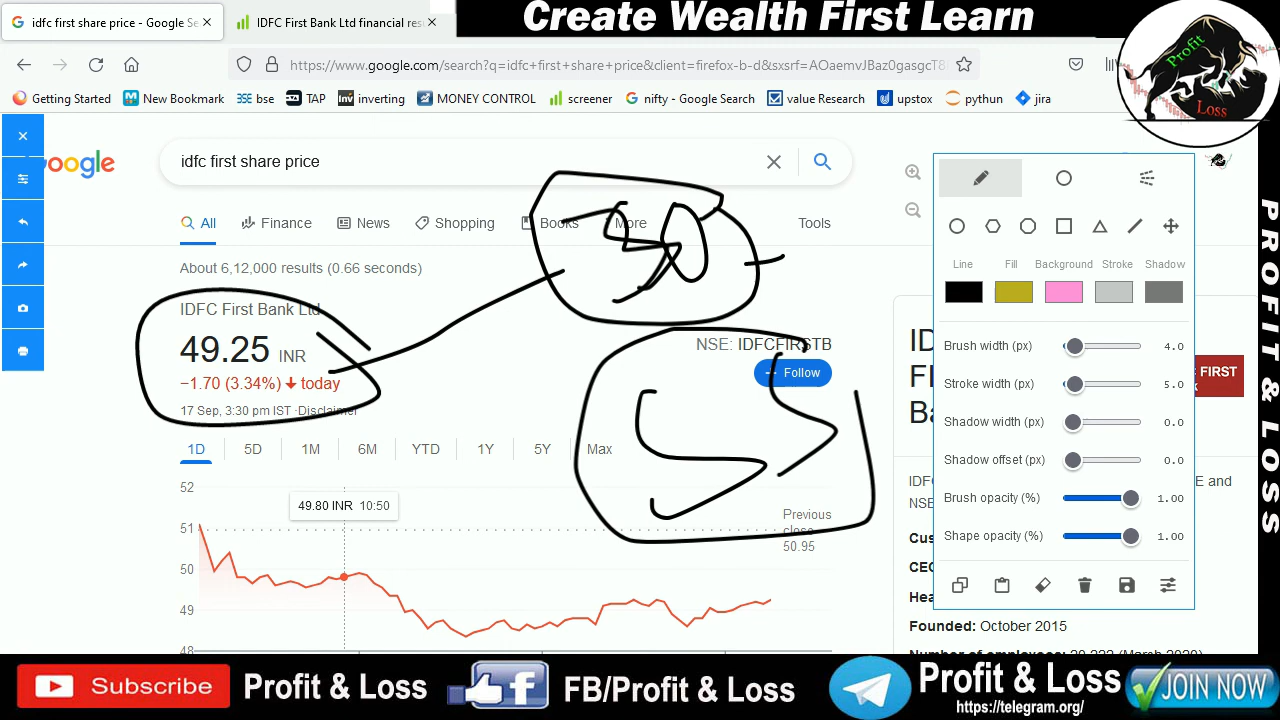 idfc first share price - Google Se
IDFC First Bank Ltd financial resu
Create Wealth First Learn
https://www.google.com/search?q=idfc+first+share+price&client=firefox-b-d&sxsrf=AOaemvJBaz0gasgcT8
Getting Started
New Bookmark
bse
TAP
inverting
MONEY CONTROL
screener
nifty - Google Search
value Research
upstox
pythun
jira
Profit
Loss
oogle
idfc first share price
All
Finance
News
Shopping
Books
More
Tools
About 6,12,000 results (0.66 seconds)
30
IDFC First Bank Ltd
49.25 INR
NSE: IDFCFIRSTB
−1.70 (3.34%) today
Follow
17 Sep, 3:30 pm IST · Disclaimer
1D
5D
1M
6M
YTD
1Y
5Y
Max
52
51
50
49
48
49.80 INR 10:50
Previous
close
50.95
Line
Fill
Background
Stroke
Shadow
Brush width (px) 4.0
Stroke width (px) 5.0
Shadow width (px) 0.0
Shadow offset (px) 0.0
Brush opacity (%) 1.00
Shape opacity (%) 1.00
FIRST
E and
NSE
Founded: October 2015
PROFIT & LOSS
Subscribe
Profit & Loss
FB/Profit & Loss
Profit & Loss
https://telegram.org/
JOIN NOW